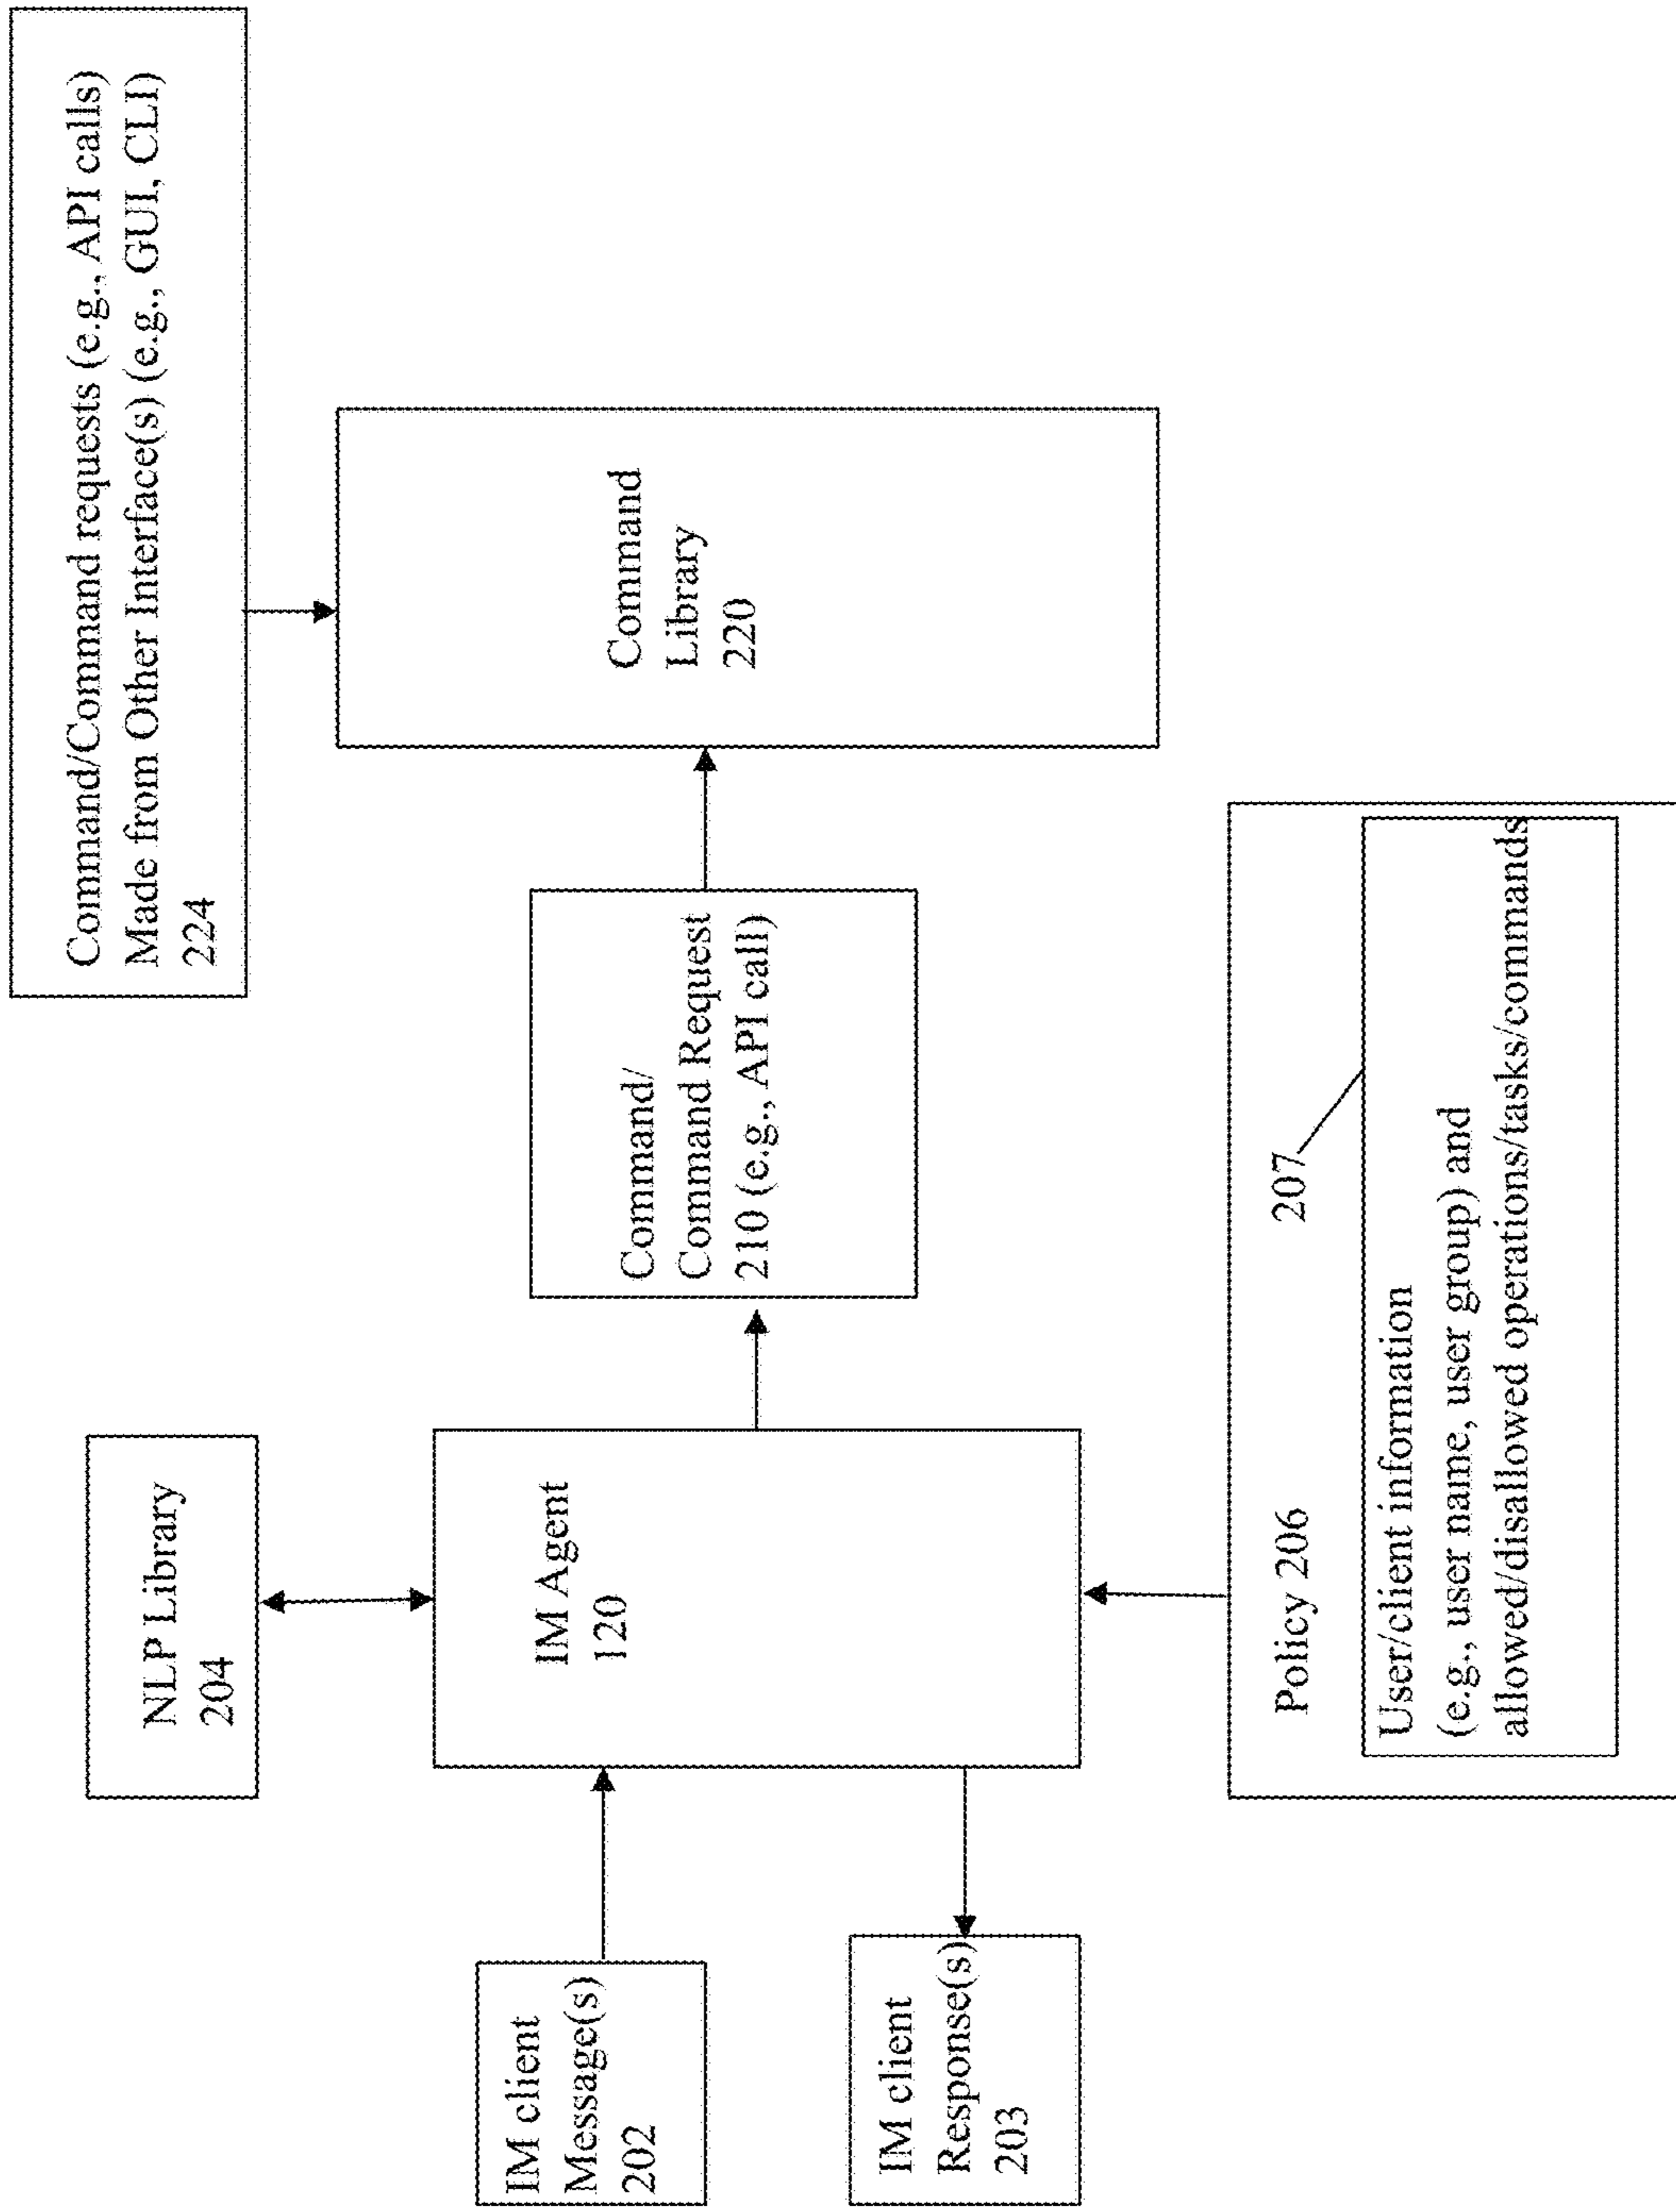 Command/Command requests (e.g., API calls)
Made from Other Interface(s) (e.g., GUI, CLI)
224
NLP Library
204
IM client
Message(s)
202
IM Agent
120
Command/
Command Request
210 (e.g., API call)
Command
Library
220
IM client
Response(s)
203
Policy 206
207
User/client information
(e.g., user name, user group) and
allowed/disallowed operations/tasks/commands